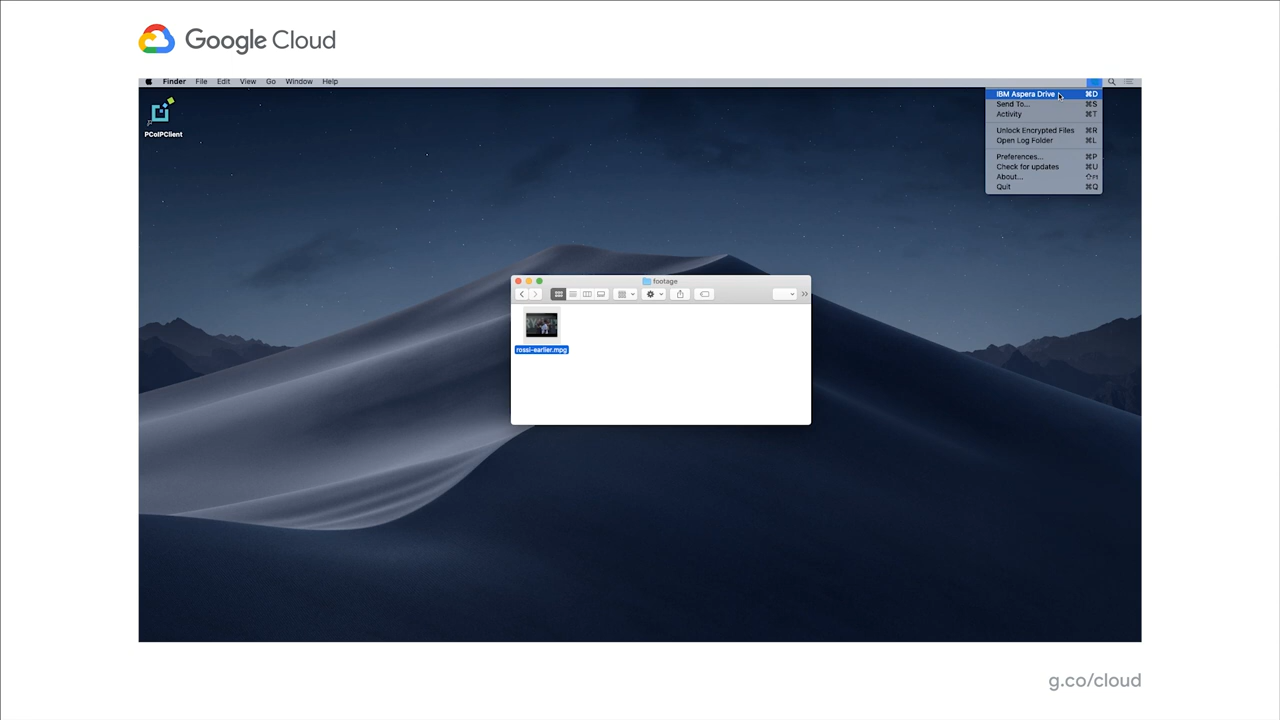 Google Cloud
Finder File Edit View Go Window Help
IBM Aspera Drive ⌘D
Send To... ⌘S
Activity ⌘T
Unlock Encrypted Files ⌘R
Open Log Folder ⌘L
Preferences... ⌘P
Check for updates ⌘U
About...
Quit ⌘Q
PCoIPClient
footage
rossi-earlier.mpg
g.co/cloud